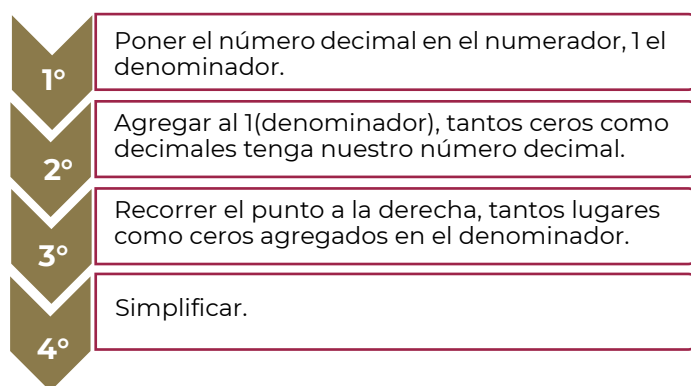 1°
Poner el número decimal en el numerador, 1 el
denominador.
2°
Agregar al 1(denominador), tantos ceros como
decimales tenga nuestro número decimal.
3°
Recorrer el punto a la derecha, tantos lugares
como ceros agregados en el denominador.
4°
Simplificar.